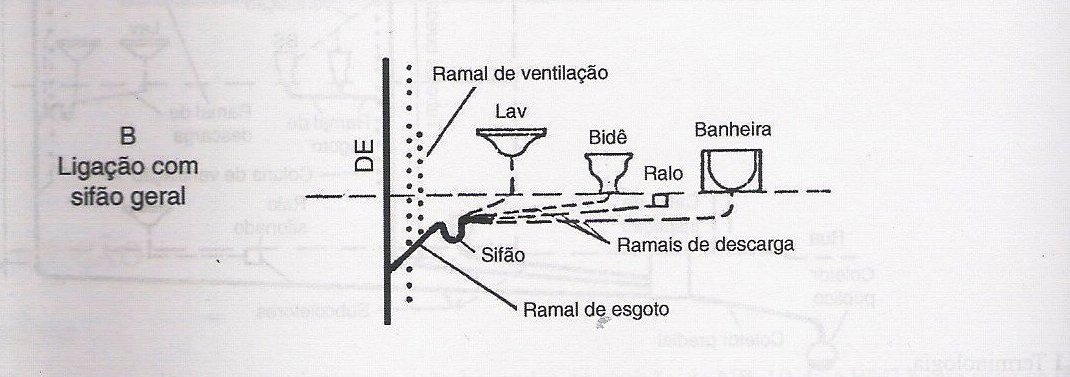 B
Ligação com
sifão geral
DE
Ramal de ventilação
Lav
Bidê
Ralo
Banheira
Sifão
Ramais de descarga
Ramal de esgoto